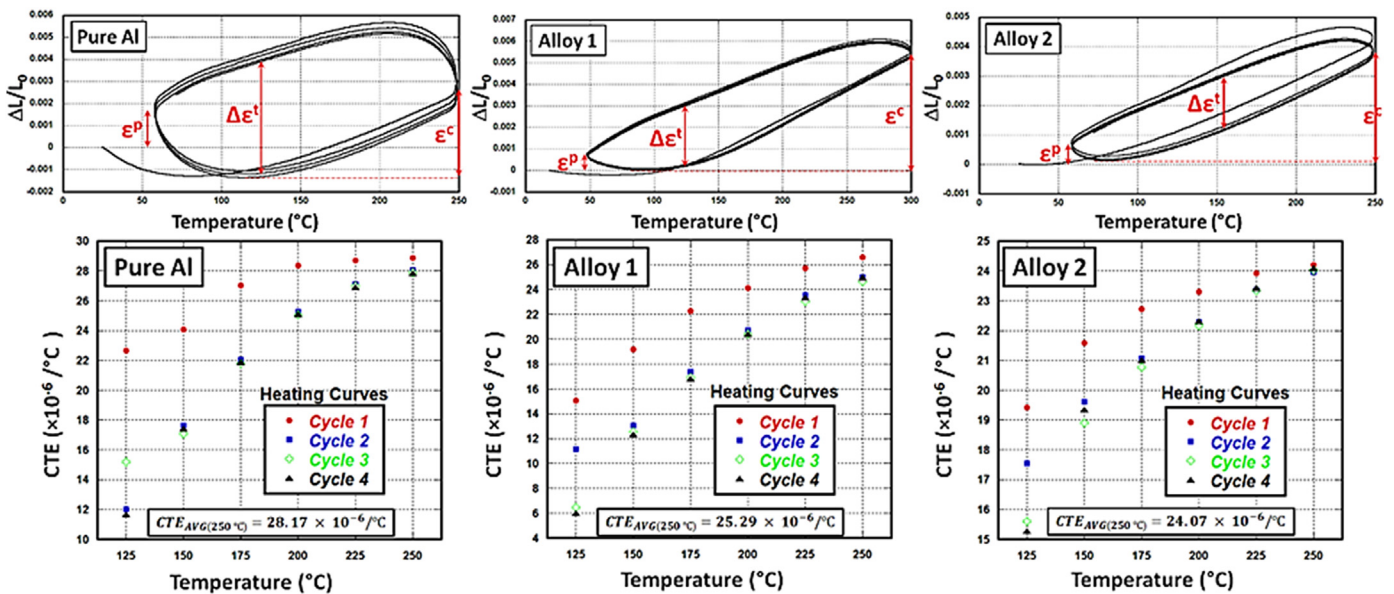 Pure Al
ΔL/L0
0.006
0.005
0.004
0.003
0.002
0.001
0
-0.001
-0.002
εp
Δεt
εc
0 50 100 150 200 250
Temperature (°C)
Alloy 1
0.007
0.006
0.005
0.004
0.003
0.002
0.001
0
-0.001
εp
Δεt
εc
0 50 100 150 200 250 300
Temperature (°C)
Alloy 2
ΔL/L0
0.005
0.004
0.003
0.002
0.001
0
-0.001
εp
Δεt
εc
0 50 100 150 200 250
Temperature (°C)
Pure Al
CTE (×10-6 /°C)
30
28
26
24
22
20
18
16
14
12
10
Heating Curves
Cycle 1
Cycle 2
Cycle 3
Cycle 4
CTEAVG(250 °C) = 28.17 × 10−6/°C
125 150 175 200 225 250
Temperature (°C)
Alloy 1
CTE (×10-6 /°C)
28
26
24
22
20
18
16
14
12
10
8
6
4
Heating Curves
Cycle 1
Cycle 2
Cycle 3
Cycle 4
CTEAVG(250 °C) = 25.29 × 10−6/°C
125 150 175 200 225 250
Temperature (°C)
Alloy 2
CTE (×10-6 /°C)
25
24
23
22
21
20
19
18
17
16
15
Heating Curves
Cycle 1
Cycle 2
Cycle 3
Cycle 4
CTEAVG(250 °C) = 24.07 × 10−6/°C
125 150 175 200 225 250
Temperature (°C)